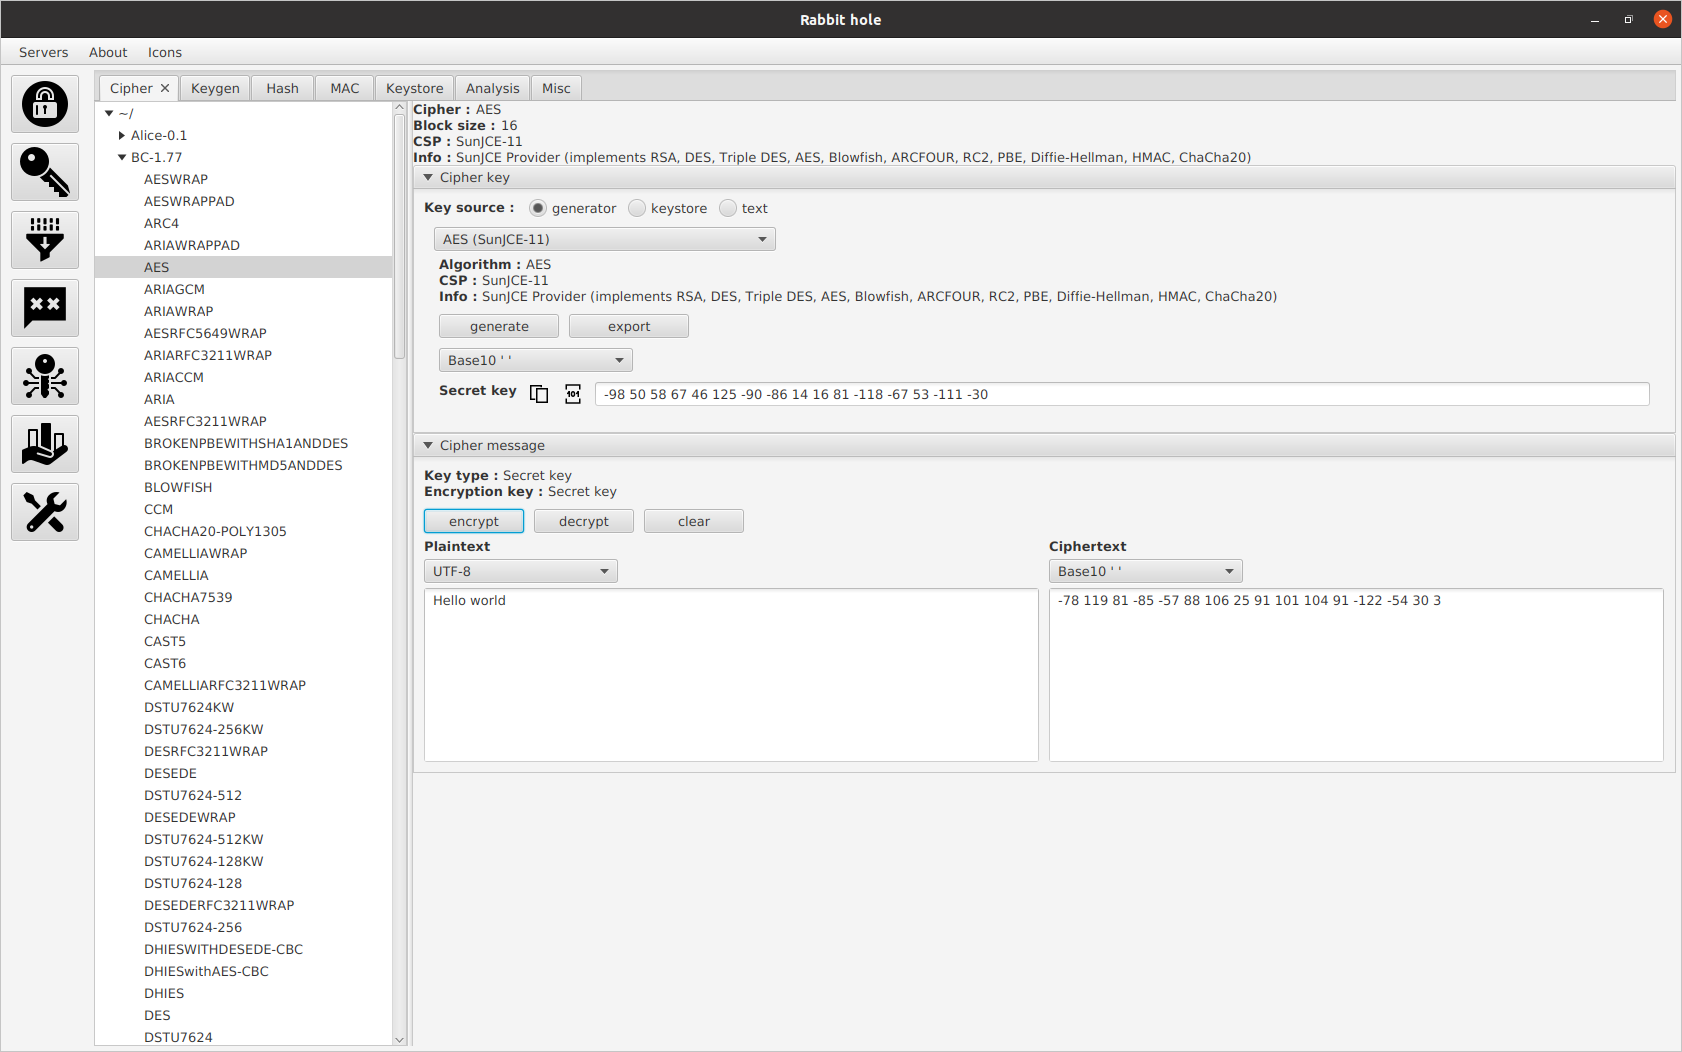 Rabbit hole
Servers About Icons
Cipher Keygen Hash MAC Keystore Analysis Misc
~/
Alice-0.1
BC-1.77
AESWRAP
AESWRAPPAD
ARC4
ARIAWRAPPAD
AES
ARIAGCM
ARIAWRAP
AESRFC5649WRAP
ARIARFC3211WRAP
ARIACCM
ARIA
AESRFC3211WRAP
BROKENPBEWITHSHA1ANDDES
BROKENPBEWITHMD5ANDDES
BLOWFISH
CCM
CHACHA20-POLY1305
CAMELLIAWRAP
CAMELLIA
CHACHA7539
CHACHA
CAST5
CAST6
CAMELLIARFC3211WRAP
DSTU7624KW
DSTU7624-256KW
DESRFC3211WRAP
DESEDE
DSTU7624-512
DESEDEWRAP
DSTU7624-512KW
DSTU7624-128KW
DSTU7624-128
DESEDERFC3211WRAP
DSTU7624-256
DHIESWITHDESEDE-CBC
DHIESwithAES-CBC
DHIES
DES
DSTU7624
Cipher : AES
Block size : 16
CSP : SunJCE-11
Info : SunJCE Provider (implements RSA, DES, Triple DES, AES, Blowfish, ARCFOUR, RC2, PBE, Diffie-Hellman, HMAC, ChaCha20)
Cipher key
Key source : generator keystore text
AES (SunJCE-11)
Algorithm : AES
CSP : SunJCE-11
Info : SunJCE Provider (implements RSA, DES, Triple DES, AES, Blowfish, ARCFOUR, RC2, PBE, Diffie-Hellman, HMAC, ChaCha20)
generate export
Base10 ' '
Secret key 101 -98 50 58 67 46 125 -90 -86 14 16 81 -118 -67 53 -111 -30
Cipher message
Key type : Secret key
Encryption key : Secret key
encrypt decrypt clear
Plaintext Ciphertext
UTF-8 Base10 ' '
Hello world -78 119 81 -85 -57 88 106 25 91 101 104 91 -122 -54 30 3